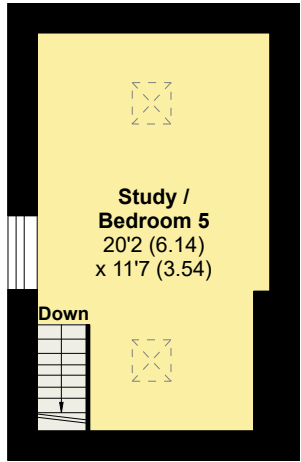 Study /
Bedroom 5
20'2 (6.14)
x 11'7 (3.54)
Down